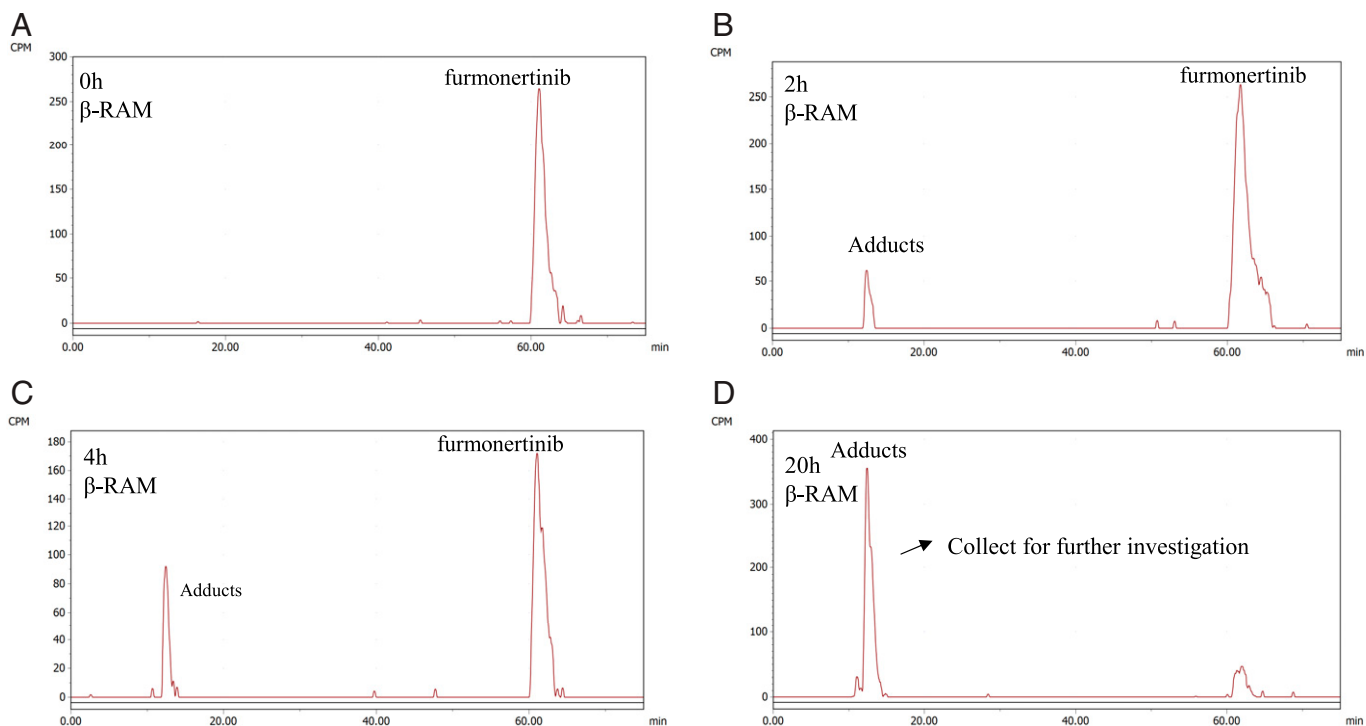 A
CPM
300
250
200
150
100
50
0
0h
β-RAM
furmonertinib
0.00 20.00 40.00 60.00 min
B
CPM
250
200
150
100
50
0
2h
β-RAM
furmonertinib
Adducts
0.00 20.00 40.00 60.00 min
C
CPM
180
160
140
120
100
80
60
40
20
0
4h
β-RAM
furmonertinib
Adducts
0.00 20.00 40.00 60.00 min
D
CPM
400
300
200
100
0
Adducts
20h
β-RAM
Collect for further investigation
0.00 20.00 40.00 60.00 min